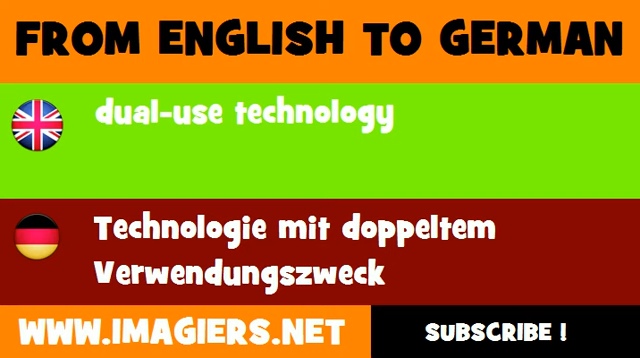 FROM ENGLISH TO GERMAN
dual-use technology
Technologie mit doppeltem
Verwendungszweck
WWW.IMAGIERS.NET
SUBSCRIBE !